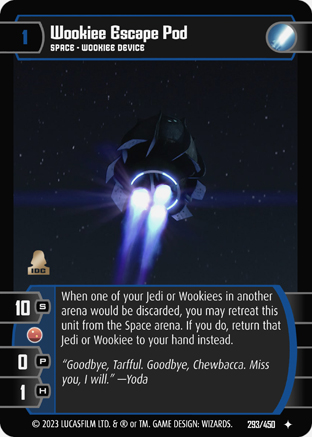 1
Wookiee Escape Pod
SPACE - WOOKIEE DEVICE
IDC
10 S
When one of your Jedi or Wookiees in another
arena would be discarded, you may retreat this
unit from the Space arena. If you do, return that
Jedi or Wookiee to your hand instead.
0 P
“Goodbye, Tarfful. Goodbye, Chewbacca. Miss
you, I will.” —Yoda
1 H
© 2023 LUCASFILM LTD. & ® or TM. GAME DESIGN: WIZARDS. 293/450